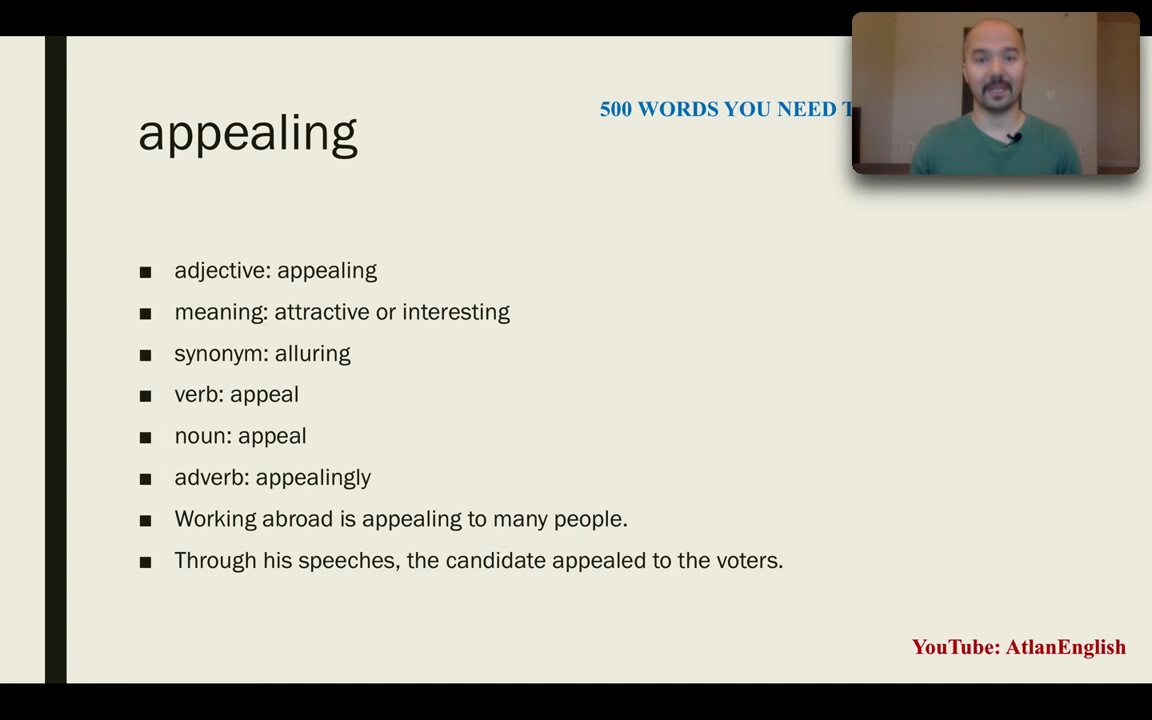 500 WORDS YOU NEED
appealing
adjective: appealing
meaning: attractive or interesting
synonym: alluring
verb: appeal
noun: appeal
adverb: appealingly
Working abroad is appealing to many people.
Through his speeches, the candidate appealed to the voters.
YouTube: AtlanEnglish